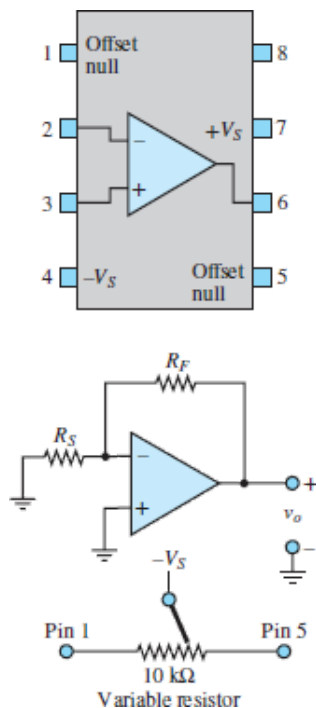 1 Offset null 8
2 − +V_S 7
3 + 6
4 −V_S Offset null 5
R_F
R_S
−
+
+
v_o
−
−V_S
Pin 1 Pin 5
10 kΩ
Variable resistor